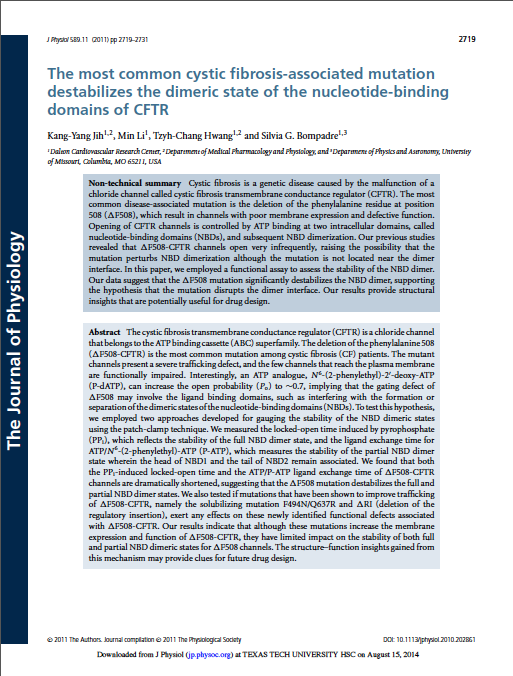 J Physiol 589.11 (2011) pp 2719–2731
2719
The most common cystic fibrosis-associated mutation
destabilizes the dimeric state of the nucleotide-binding
domains of CFTR
Kang-Yang Jih1,2, Min Li1, Tzyh-Chang Hwang1,2 and Silvia G. Bompadre1,3
1Dalton Cardiovascular Research Center, 2Department of Medical Pharmacology and Physiology, and 3Department of Physics and Astronomy, University
of Missouri, Columbia, MO 65211, USA
Non-technical summary Cystic fibrosis is a genetic disease caused by the malfunction of a
chloride channel called cystic fibrosis transmembrane conductance regulator (CFTR). The most
common disease-associated mutation is the deletion of the phenylalanine residue at position
508 (ΔF508), which result in channels with poor membrane expression and defective function.
Opening of CFTR channels is controlled by ATP binding at two intracellular domains, called
nucleotide-binding domains (NBDs), and subsequent NBD dimerization. Our previous studies
revealed that ΔF508-CFTR channels open very infrequently, raising the possibility that the
mutation perturbs NBD dimerization although the mutation is not located near the dimer
interface. In this paper, we employed a functional assay to assess the stability of the NBD dimer.
Our data suggest that the ΔF508 mutation significantly destabilizes the NBD dimer, supporting
the hypothesis that the mutation disrupts the dimer interface. Our results provide structural
insights that are potentially useful for drug design.
Abstract The cystic fibrosis transmembrane conductance regulator (CFTR) is a chloride channel
that belongs to the ATP binding cassette (ABC) superfamily. The deletion of the phenylalanine 508
(ΔF508-CFTR) is the most common mutation among cystic fibrosis (CF) patients. The mutant
channels present a severe trafficking defect, and the few channels that reach the plasma membrane
are functionally impaired. Interestingly, an ATP analogue, N6-(2-phenylethyl)-2′-deoxy-ATP
(P-dATP), can increase the open probability (Po) to ~0.7, implying that the gating defect of
ΔF508 may involve the ligand binding domains, such as interfering with the formation or
separation of the dimeric states of the nucleotide-binding domains (NBDs). To test this hypothesis,
we employed two approaches developed for gauging the stability of the NBD dimeric states
using the patch-clamp technique. We measured the locked-open time induced by pyrophosphate
(PPi), which reflects the stability of the full NBD dimer state, and the ligand exchange time for
ATP/N6-(2-phenylethyl)-ATP (P-ATP), which measures the stability of the partial NBD dimer
state wherein the head of NBD1 and the tail of NBD2 remain associated. We found that both
the PPi-induced locked-open time and the ATP/P-ATP ligand exchange time of ΔF508-CFTR
channels are dramatically shortened, suggesting that the ΔF508 mutation destabilizes the full and
partial NBD dimer states. We also tested if mutations that have been shown to improve trafficking
of ΔF508-CFTR, namely the solubilizing mutation F494N/Q637R and ΔRI (deletion of the
regulatory insertion), exert any effects on these newly identified functional defects associated
with ΔF508-CFTR. Our results indicate that although these mutations increase the membrane
expression and function of ΔF508-CFTR, they have limited impact on the stability of both full
and partial NBD dimeric states for ΔF508 channels. The structure–function insights gained from
this mechanism may provide clues for future drug design.
The Journal of Physiology
© 2011 The Authors. Journal compilation © 2011 The Physiological Society
DOI: 10.1113/jphysiol.2010.202861
Downloaded from J Physiol (jp.physoc.org) at TEXAS TECH UNIVERSITY HSC on August 15, 2014